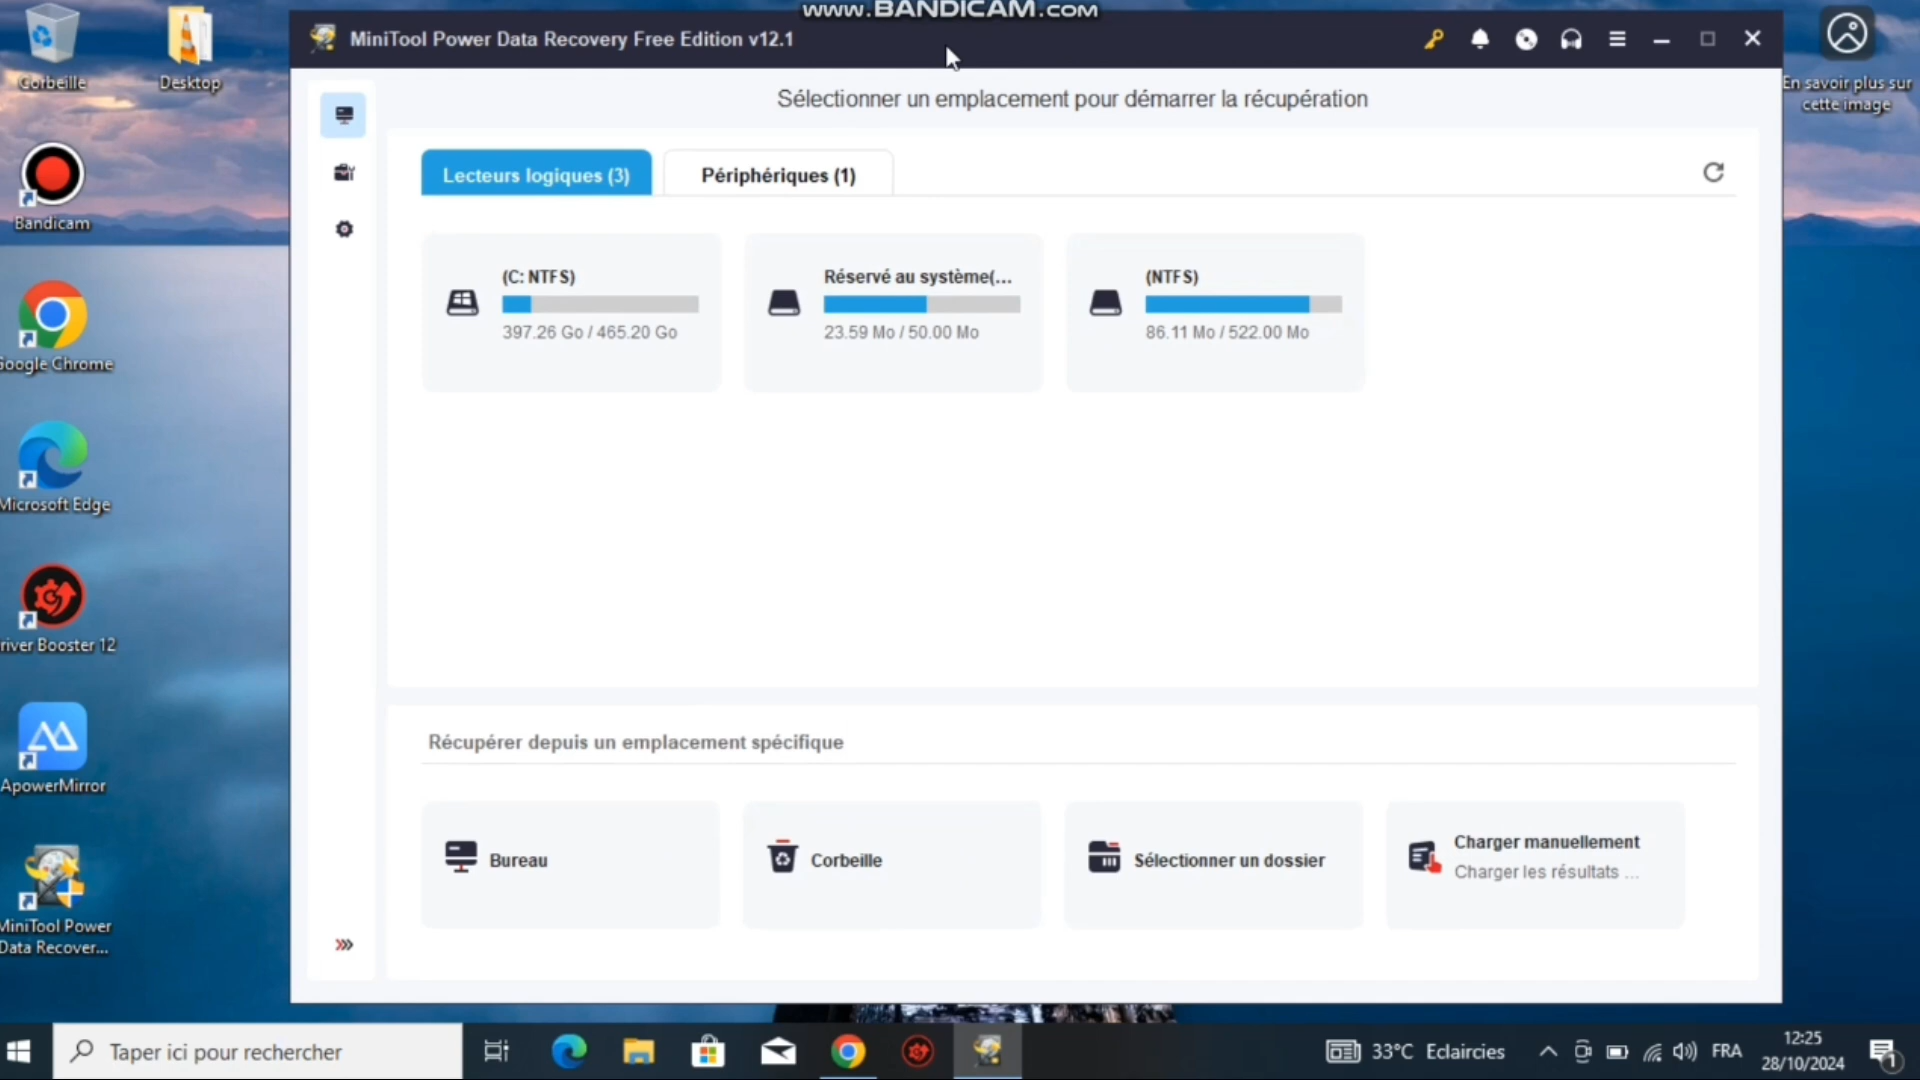 www.BANDICAM.com
MiniTool Power Data Recovery Free Edition v12.1
Corbeille
Desktop
Bandicam
Google Chrome
Microsoft Edge
river Booster 12
ApowerMirror
MiniTool Power
Data Recover...
En savoir plus sur
cette image
Sélectionner un emplacement pour démarrer la récupération
Lecteurs logiques (3)
Périphériques (1)
(C: NTFS)
397.26 Go / 465.20 Go
Réservé au système(...
23.59 Mo / 50.00 Mo
(NTFS)
86.11 Mo / 522.00 Mo
Récupérer depuis un emplacement spécifique
Bureau
Corbeille
Sélectionner un dossier
Charger manuellement
Charger les résultats ...
Taper ici pour rechercher
33°C Eclaircies
FRA
12:25
28/10/2024
1